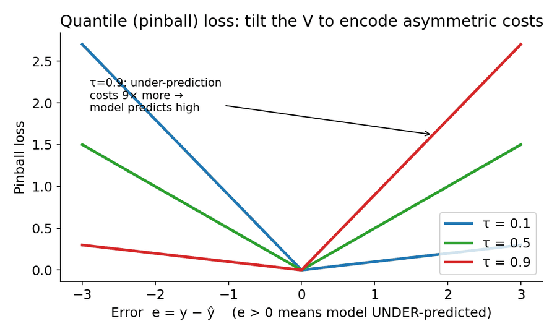 Quantile (pinball) loss: tilt the V to encode asymmetric costs
2.5
2.0
1.5
1.0
0.5
0.0
Pinball loss
τ=0.9: under-prediction
costs 9× more →
model predicts high
τ = 0.1
τ = 0.5
τ = 0.9
−3
−2
−1
0
1
2
3
Error e = y − ŷ (e > 0 means model UNDER-predicted)